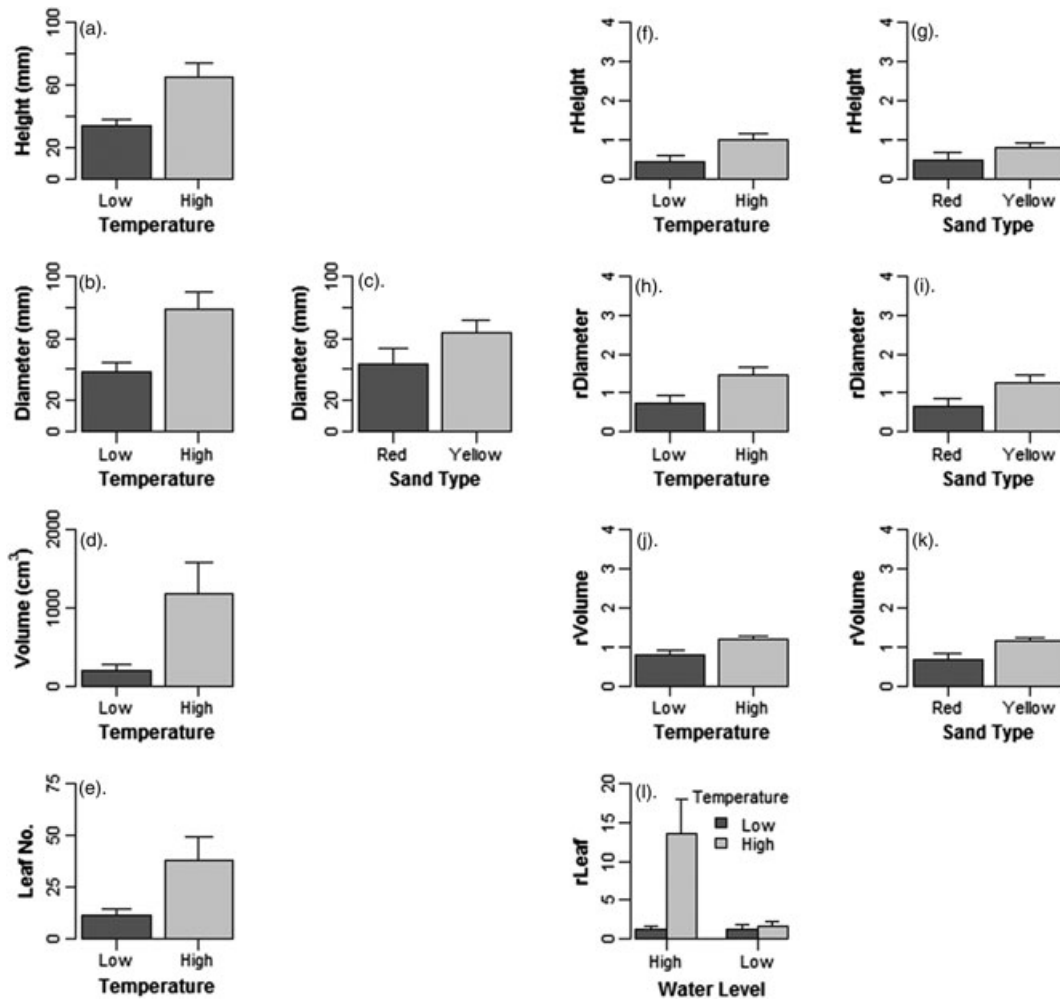 (a).
Height (mm)
0 20 60 100
Low High
Temperature
(f).
rHeight
0 1 2 3 4
Low High
Temperature
(g).
rHeight
0 1 2 3 4
Red Yellow
Sand Type
(b).
Diameter (mm)
0 20 60 100
Low High
Temperature
(c).
Diameter (mm)
0 20 60 100
Red Yellow
Sand Type
(h).
rDiameter
0 1 2 3 4
Low High
Temperature
(i).
rDiameter
0 1 2 3 4
Red Yellow
Sand Type
(d).
Volume (cm³)
0 1000 2000
Low High
Temperature
(j).
rVolume
0 1 2 3 4
Low High
Temperature
(k).
rVolume
0 1 2 3 4
Red Yellow
Sand Type
(e).
Leaf No.
0 25 50 75
Low High
Temperature
(l).
rLeaf
0 5 10 15 20
Temperature
Low
High
High Low
Water Level